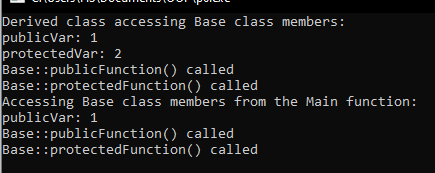 Derived class accessing Base class members:
publicVar: 1
protectedVar: 2
Base::publicFunction() called
Base::protectedFunction() called
Accessing Base class members from the Main function:
publicVar: 1
Base::publicFunction() called
Base::protectedFunction() called